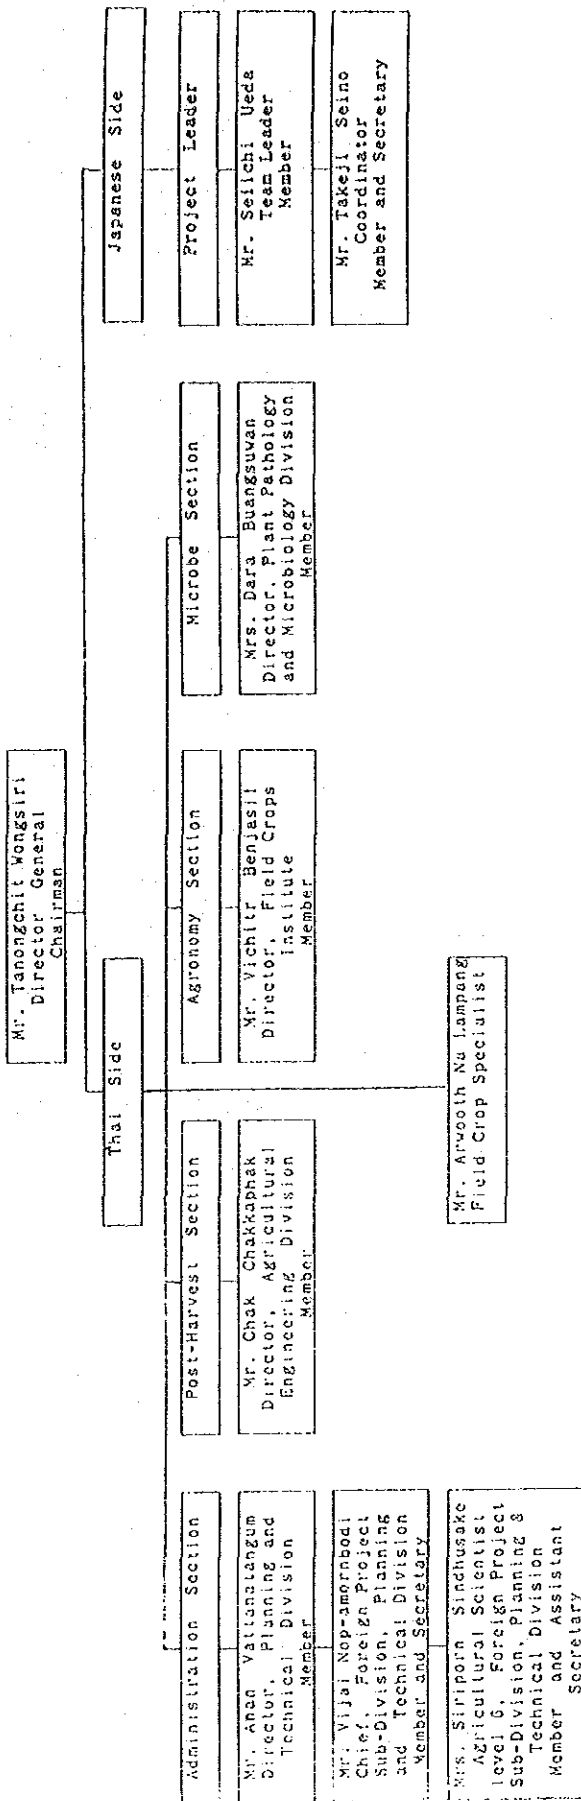 Mr. Tanongchit Wongsiri
Director General
Chairman
Thai Side
Japanese Side
Administration Section
Post-Harvest Section
Agronomy Section
Microbe Section
Project Leader
Mr. Anan Vattanatangum
Director, Planning and
Technical Division
Member
Mr. Chak Chakkaphak
Director, Agricultural
Engineering Division
Member
Mr. Vichitr Benjasil
Director, Field Crops
Institute
Member
Mrs. Dara Buangsuwan
Director, Plant Pathology
and Microbiology Division
Member
Mr. Seiichi Ueda
Team Leader
Member
Mr. Vijai Nop-amornbodi
Chief, Foreign Project
Sub-Division, Planning
and Technical Division
Member and Secretary
Mr. Takeji Seino
Coordinator
Member and Secretary
Mrs. Siriporn Sindhusake
Agricultural Scientist
level 6, Foreign Project
Sub-Division, Planning &
Technical Division
Member and Assistant
Secretary
Mr. Arwooth Na Lampang
Field Crop Specialist